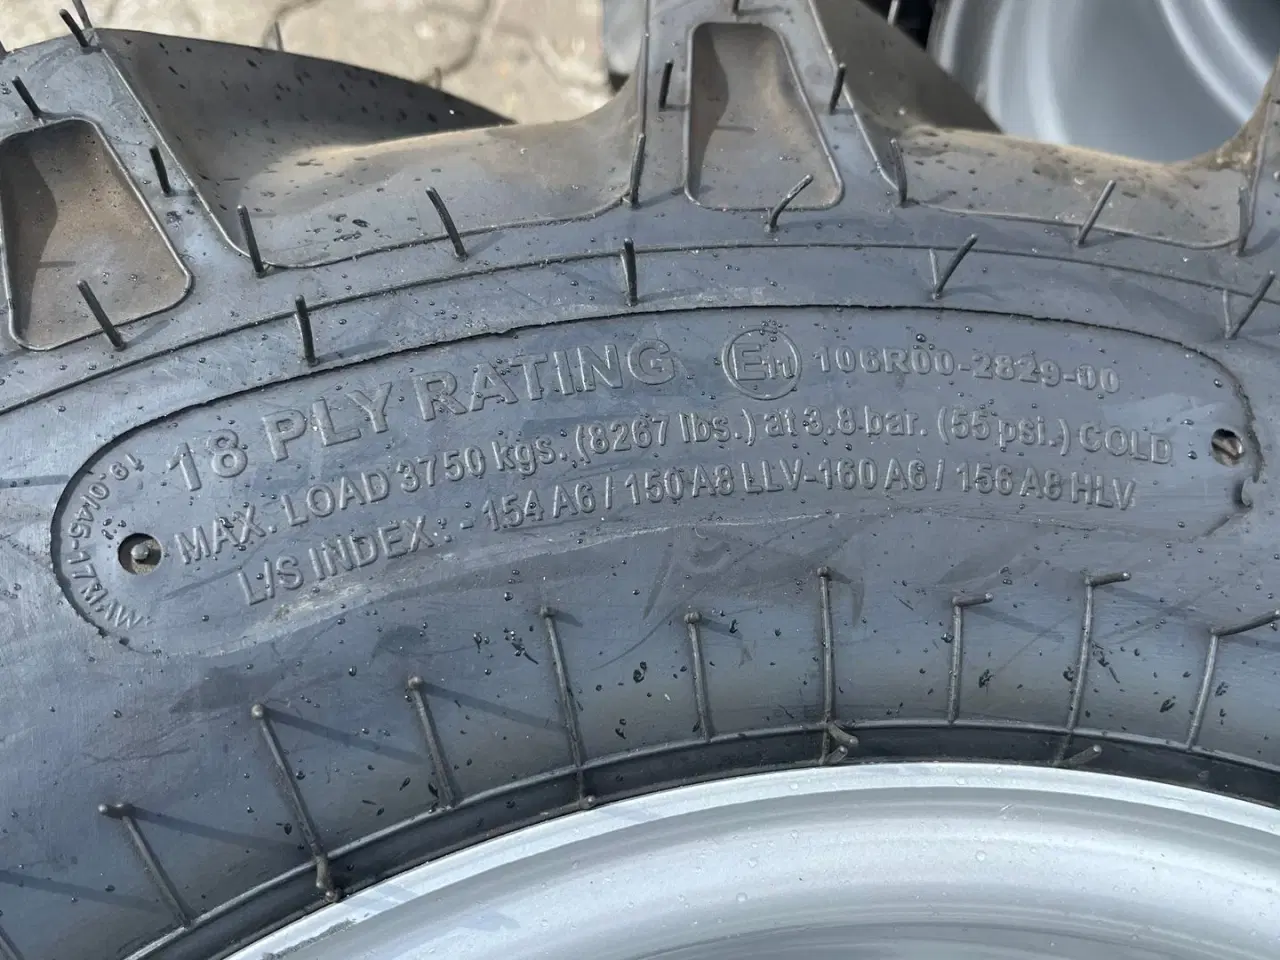 18 PLY RATING E11 106R00-2829-00
MAX. LOAD 3750 kgs. (8267 lbs.) at 3.8 bar. (55 psi.) COLD
L/S INDEX : - 154 A6 / 150 A8 LLV-160 A6 / 156 A8 HLV